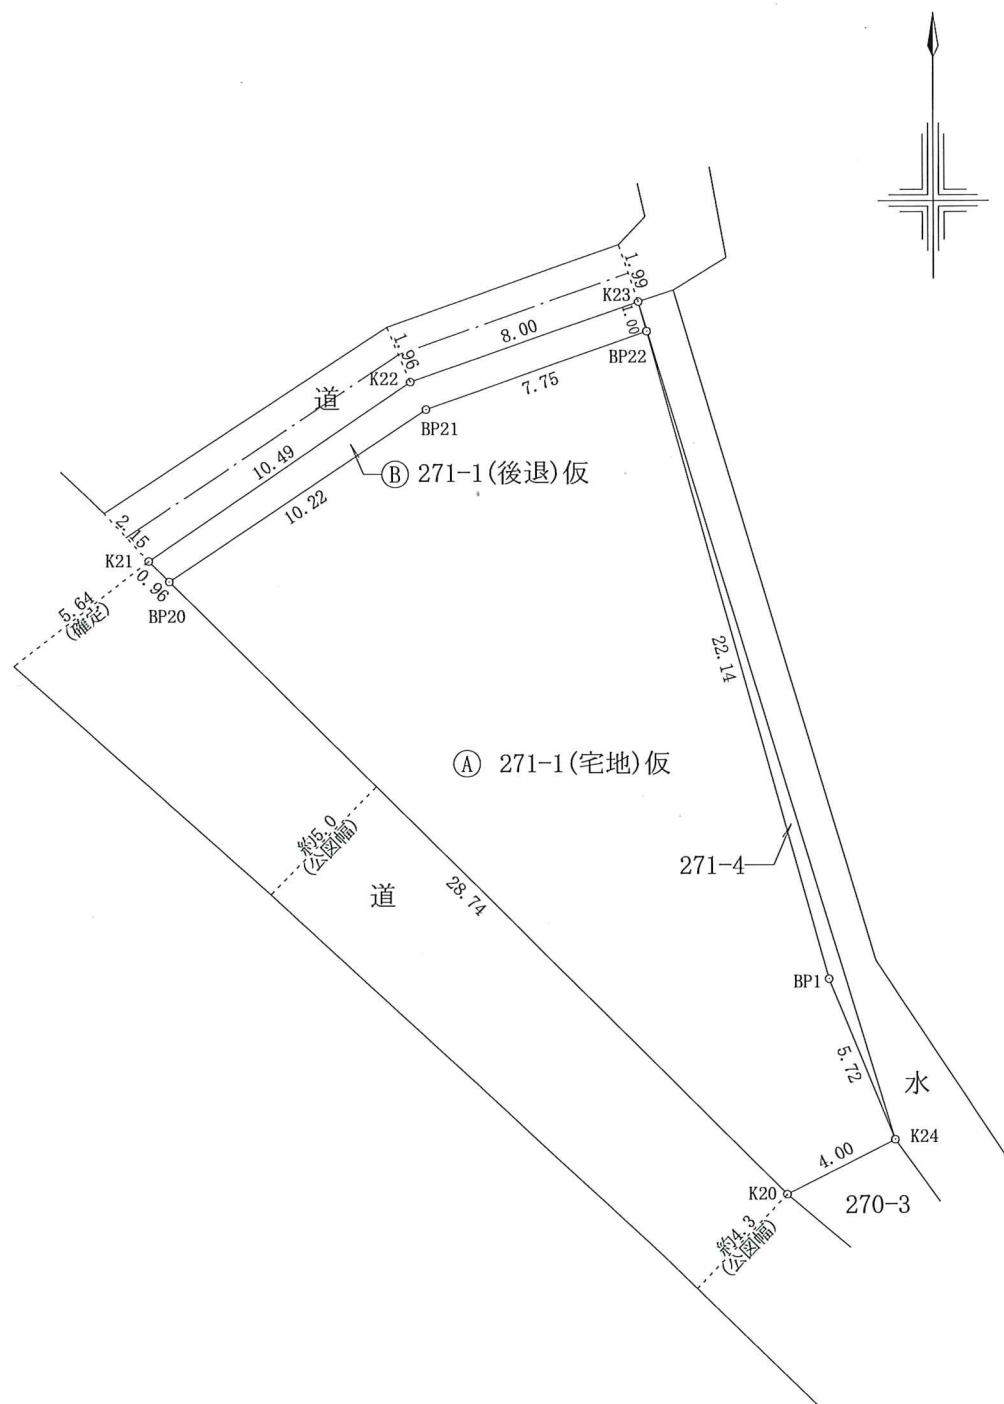 1.99
K23
1.00
8.00
BP22
1.96
K22
7.75
道
BP21
10.49
Ⓑ 271-1(後退)仮
10.22
2.15
K21
0.96
BP20
5.64
(確定)
22.14
Ⓐ 271-1(宅地)仮
約5.0
(公図幅)
271-4
28.74
道
BP1
5.72
水
K24
4.00
K20
270-3
約4.3
(公図幅)